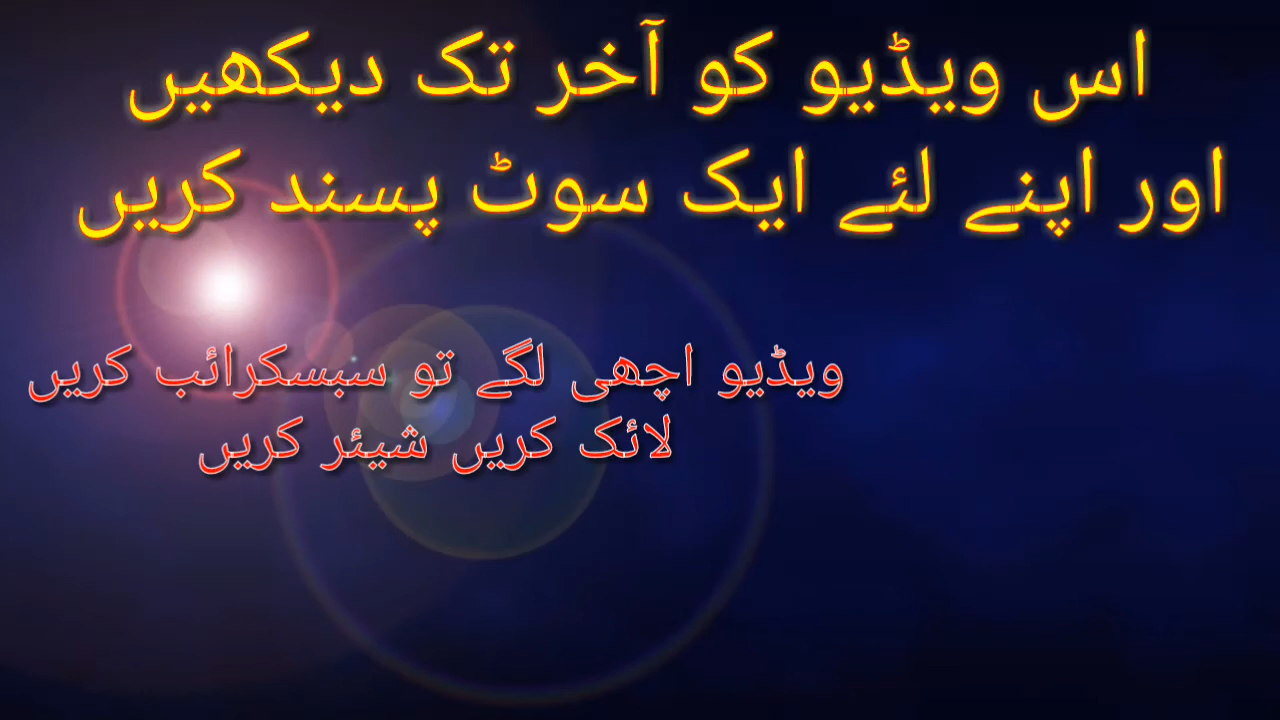 اس ویڈیو کو آخر تک دیکھیں
اور اپنے لئے ایک سوٹ پسند کریں
ویڈیو اچھی لگے تو سبسکرائب کریں
لائک کریں شیئر کریں